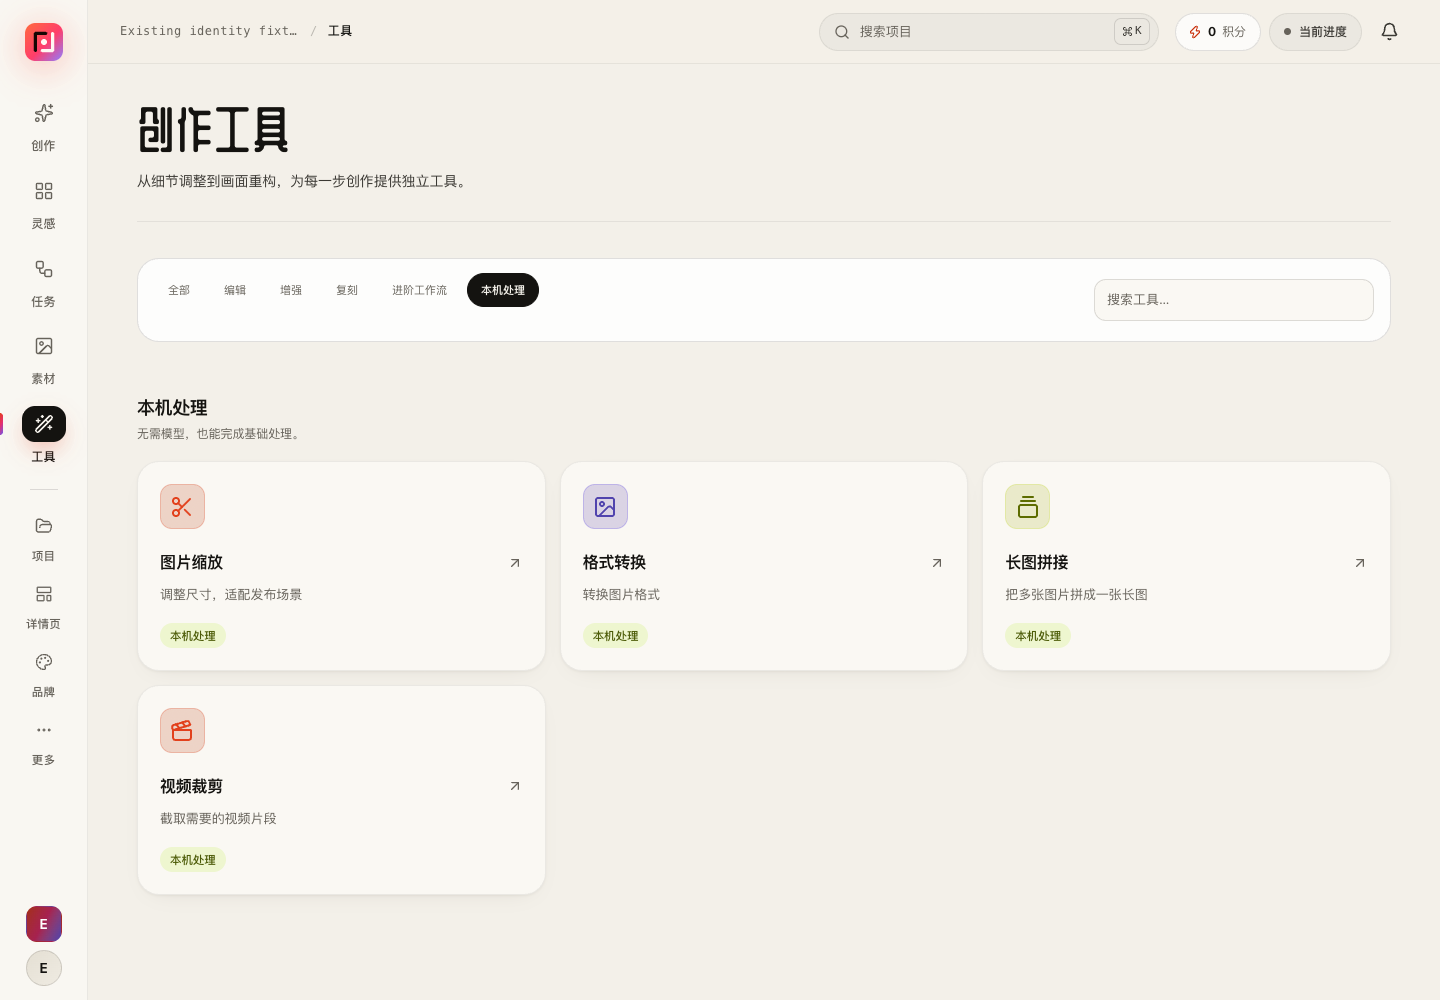 Existing identity fixt… / 工具
搜索项目
⌘K
0 积分
当前进度
创作
灵感
任务
素材
工具
项目
详情页
品牌
更多
E
E
创作工具
从细节调整到画面重构，为每一步创作提供独立工具。
全部 编辑 增强 复刻 进阶工作流 本机处理
搜索工具...
本机处理
无需模型，也能完成基础处理。
图片缩放
调整尺寸，适配发布场景
本机处理
格式转换
转换图片格式
本机处理
长图拼接
把多张图片拼成一张长图
本机处理
视频裁剪
截取需要的视频片段
本机处理